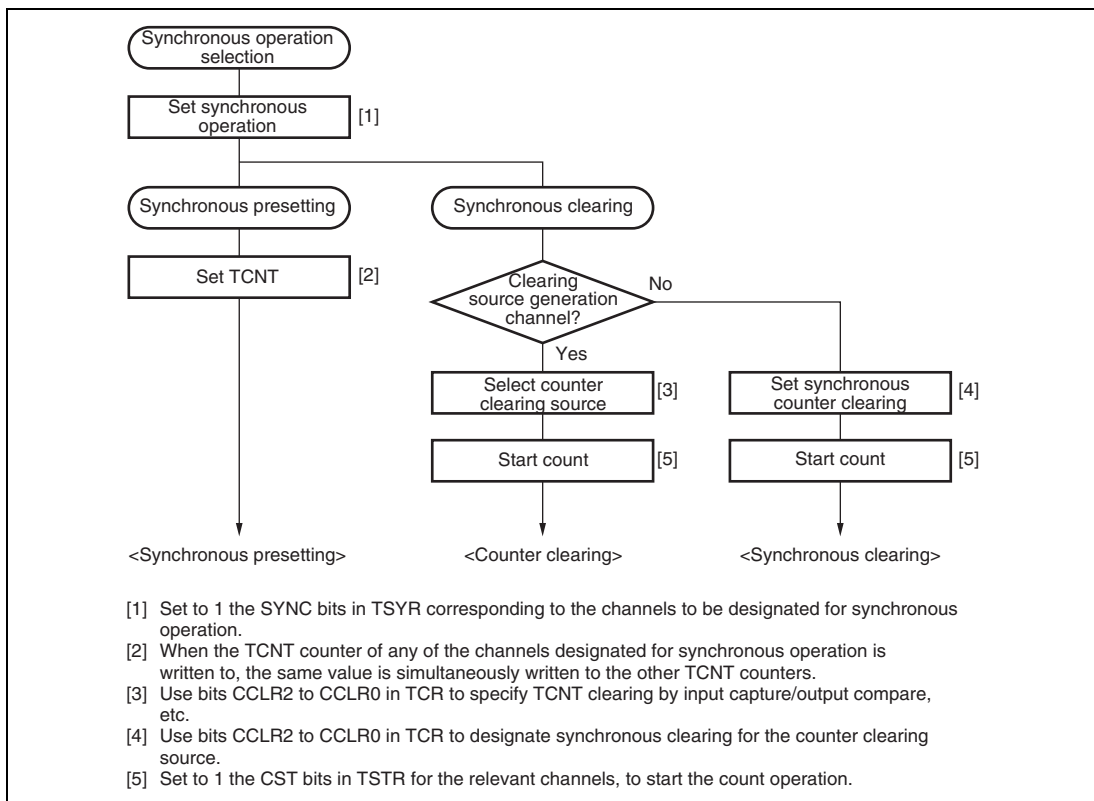 Synchronous operation
selection
Set synchronous
operation
[1]
Synchronous presetting
Synchronous clearing
Set TCNT
[2]
Clearing
source generation
channel?
No
Yes
Select counter
clearing source
[3]
Set synchronous
counter clearing
[4]
Start count
[5]
Start count
[5]
<Synchronous presetting>
<Counter clearing>
<Synchronous clearing>
[1] Set to 1 the SYNC bits in TSYR corresponding to the channels to be designated for synchronous
operation.
[2] When the TCNT counter of any of the channels designated for synchronous operation is
written to, the same value is simultaneously written to the other TCNT counters.
[3] Use bits CCLR2 to CCLR0 in TCR to specify TCNT clearing by input capture/output compare,
etc.
[4] Use bits CCLR2 to CCLR0 in TCR to designate synchronous clearing for the counter clearing
source.
[5] Set to 1 the CST bits in TSTR for the relevant channels, to start the count operation.